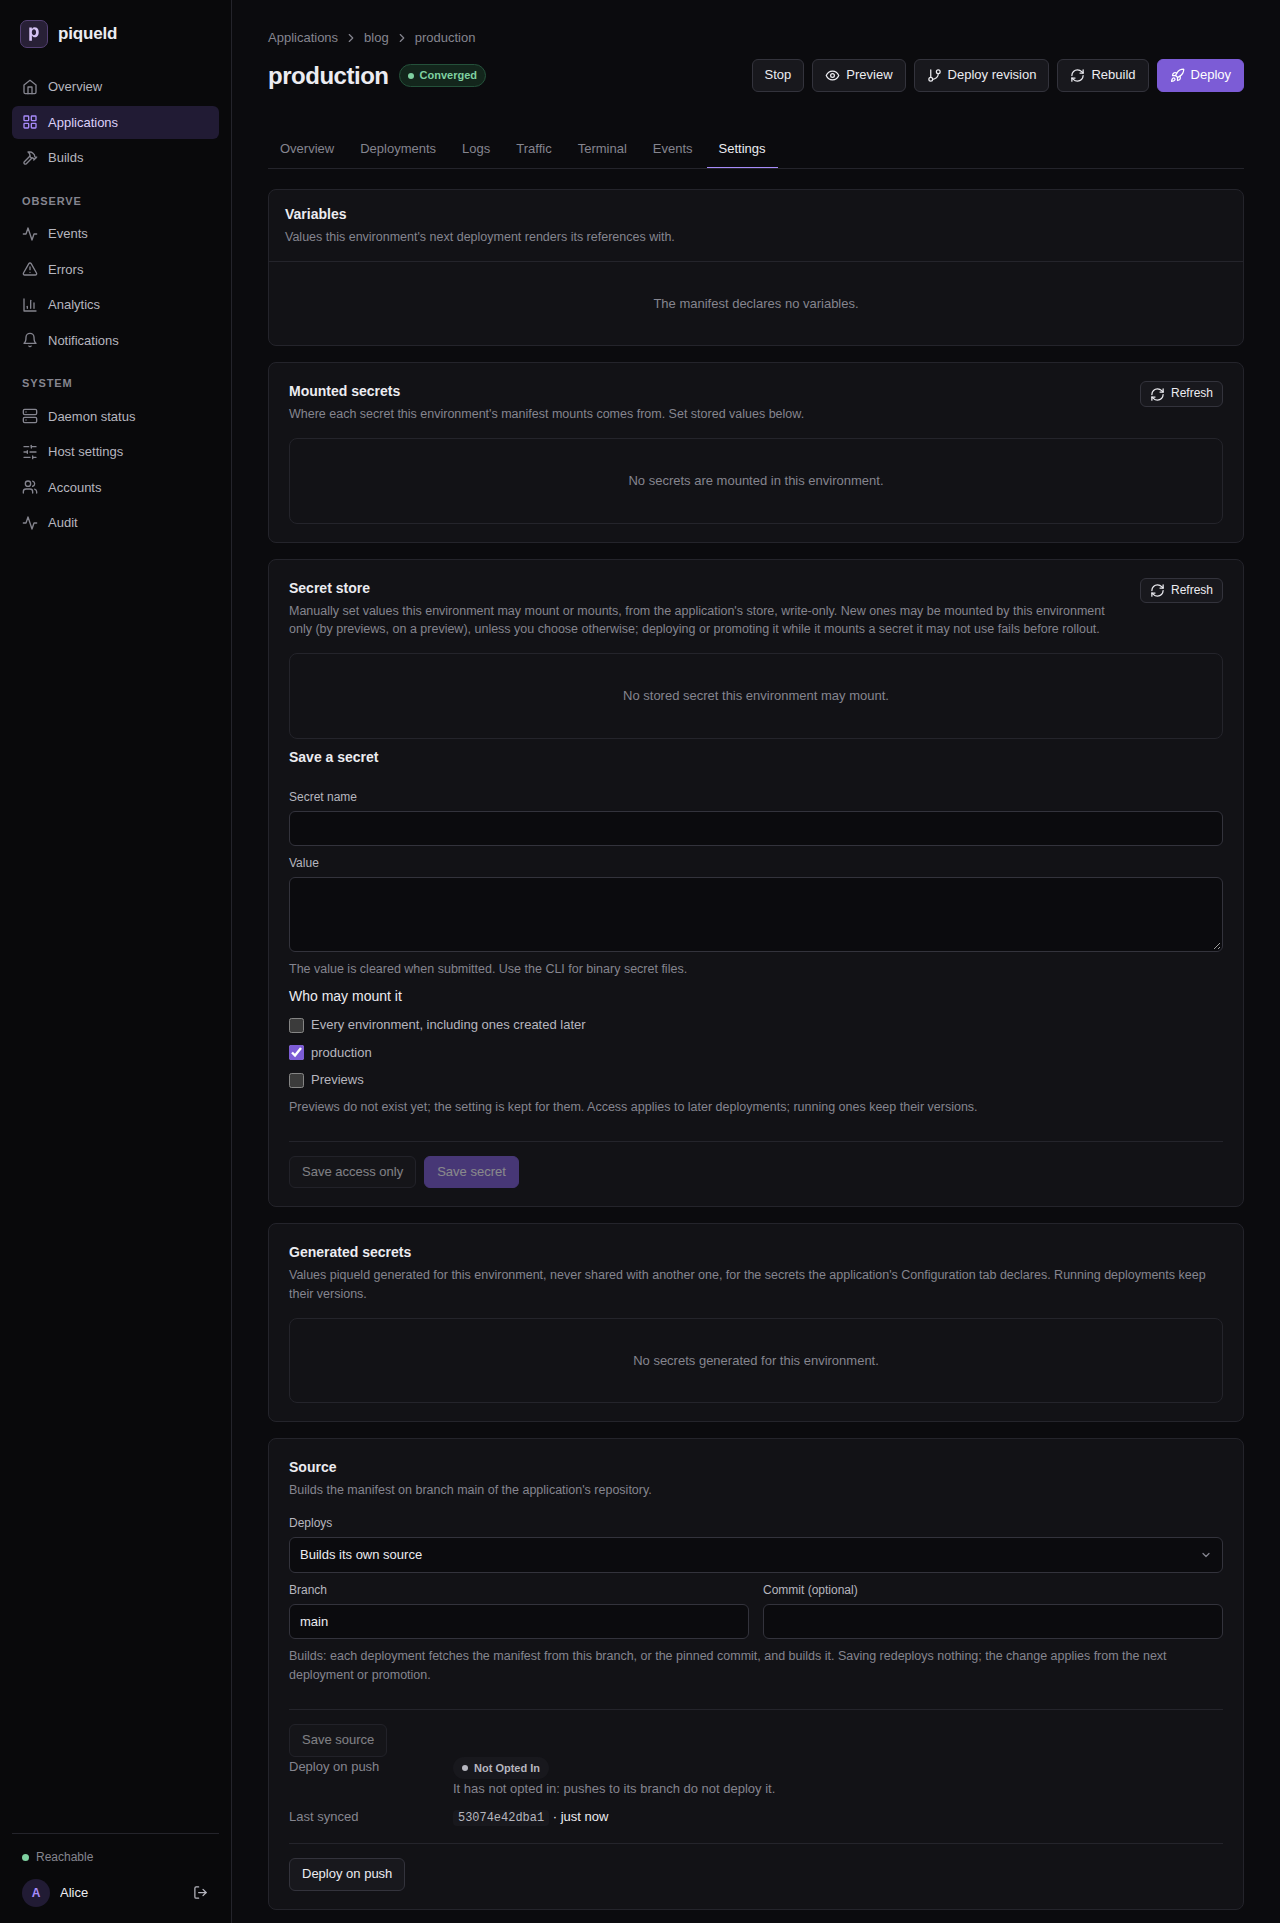 p piqueld
Overview
Applications
Builds
OBSERVE
Events
Errors
Analytics
Notifications
SYSTEM
Daemon status
Host settings
Accounts
Audit
Reachable
A Alice
Applications > blog > production
production Converged Stop Preview Deploy revision Rebuild Deploy
Overview Deployments Logs Traffic Terminal Events Settings
Variables
Values this environment's next deployment renders its references with.
The manifest declares no variables.
Mounted secrets Refresh
Where each secret this environment's manifest mounts comes from. Set stored values below.
No secrets are mounted in this environment.
Secret store Refresh
Manually set values this environment may mount or mounts, from the application's store, write-only. New ones may be mounted by this environment
only (by previews, on a preview), unless you choose otherwise; deploying or promoting it while it mounts a secret it may not use fails before rollout.
No stored secret this environment may mount.
Save a secret
Secret name
Value
The value is cleared when submitted. Use the CLI for binary secret files.
Who may mount it
Every environment, including ones created later
production
Previews
Previews do not exist yet; the setting is kept for them. Access applies to later deployments; running ones keep their versions.
Save access only Save secret
Generated secrets
Values piqueld generated for this environment, never shared with another one, for the secrets the application's Configuration tab declares. Running deployments keep
their versions.
No secrets generated for this environment.
Source
Builds the manifest on branch main of the application's repository.
Deploys
Builds its own source
Branch Commit (optional)
main
Builds: each deployment fetches the manifest from this branch, or the pinned commit, and builds it. Saving redeploys nothing; the change applies from the next
deployment or promotion.
Save source
Deploy on push Not Opted In
It has not opted in: pushes to its branch do not deploy it.
Last synced 53074e42dba1 · just now
Deploy on push